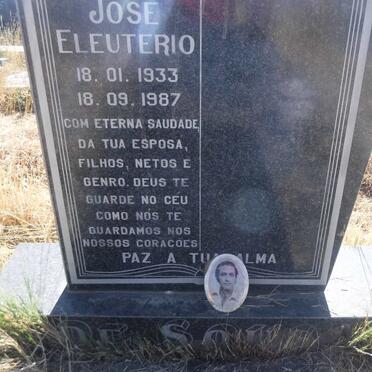 JOSE
ELEUTERIO
18. 01. 1933
18. 09. 1987
COM ETERNA SAUDADE,
DA TUA ESPOSA,
FILHOS, NETOS E
GENRO. DEUS TE
GUARDE NO CEU
COMO NÓS TE
GUARDAMOS NOS
NOSSOS CORAÇOES
PAZ A TUA ALMA
DE